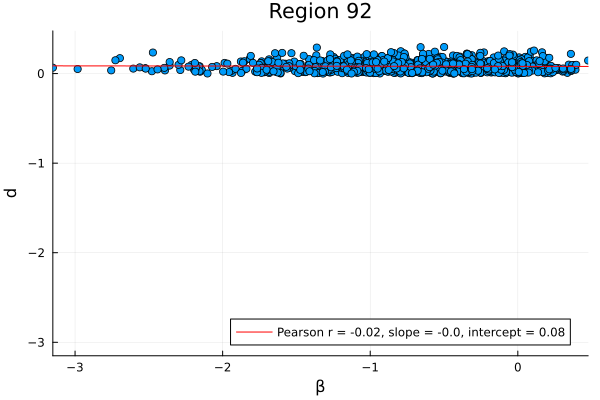 Region 92
0
−1
−2
−3
d
Pearson r = -0.02, slope = -0.0, intercept = 0.08
−3 −2 −1 0
β